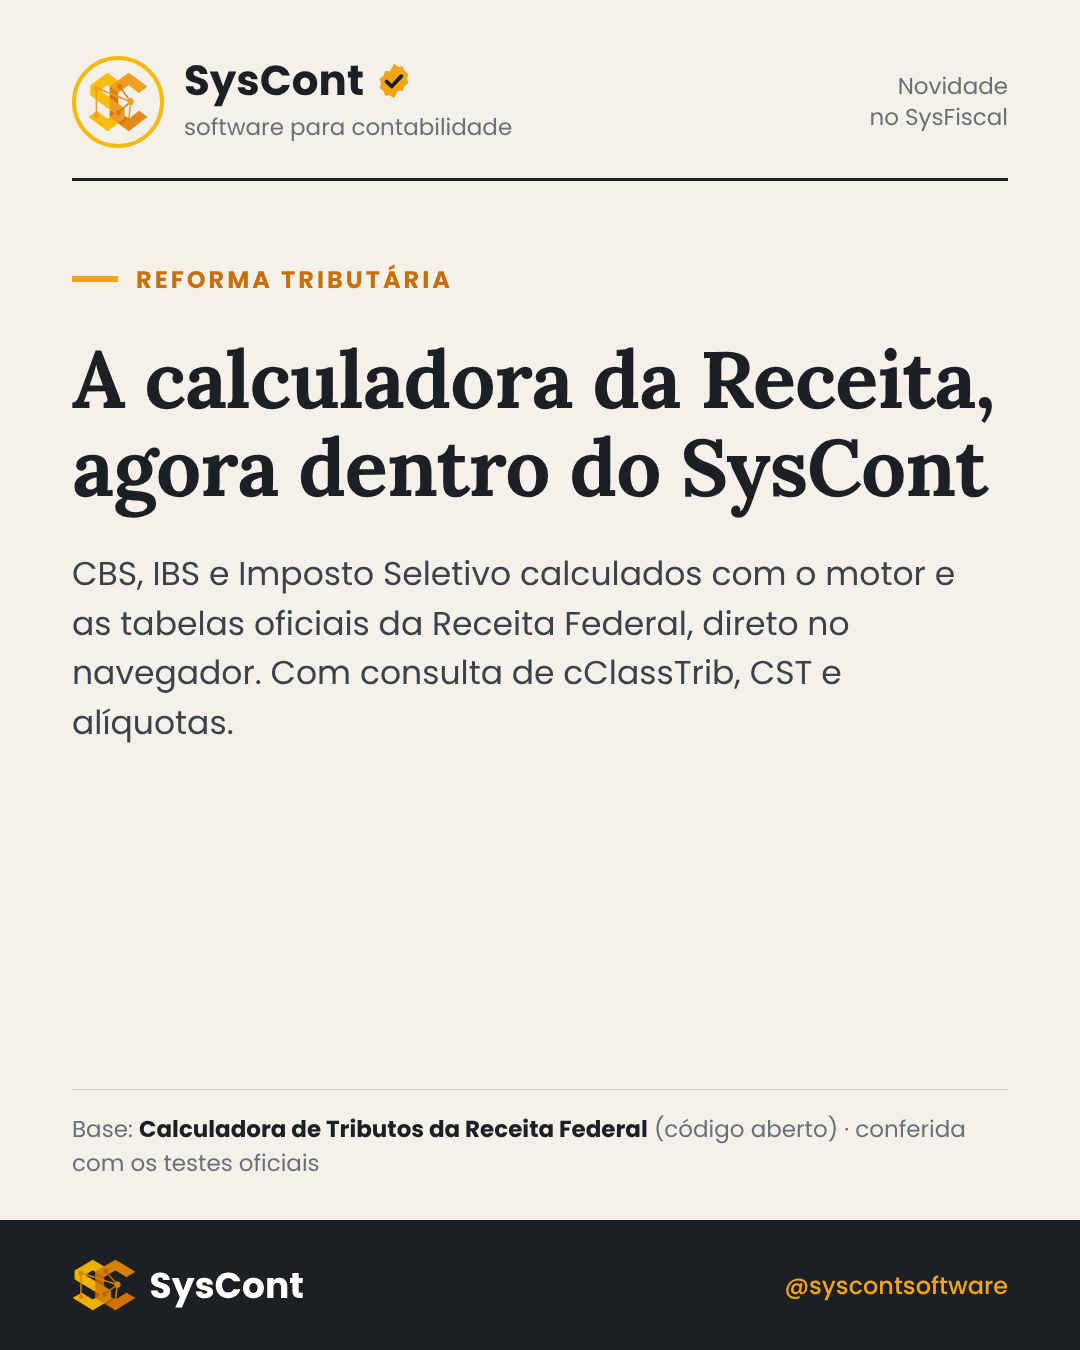 SysCont
software para contabilidade
Novidade
no SysFiscal
REFORMA TRIBUTÁRIA
A calculadora da Receita,
agora dentro do SysCont
CBS, IBS e Imposto Seletivo calculados com o motor e
as tabelas oficiais da Receita Federal, direto no
navegador. Com consulta de cClassTrib, CST e
alíquotas.
Base: Calculadora de Tributos da Receita Federal (código aberto) · conferida
com os testes oficiais
SysCont
@syscontsoftware